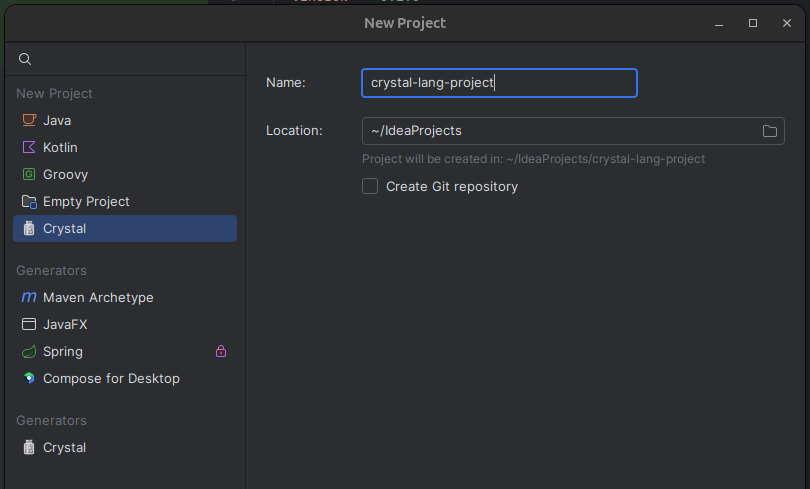 New Project
New Project
Java
Kotlin
G Groovy
Empty Project
Crystal
Generators
m Maven Archetype
JavaFX
Spring
Compose for Desktop
Generators
Crystal
Name:
crystal-lang-project
Location:
~/IdeaProjects
Project will be created in: ~/IdeaProjects/crystal-lang-project
Create Git repository